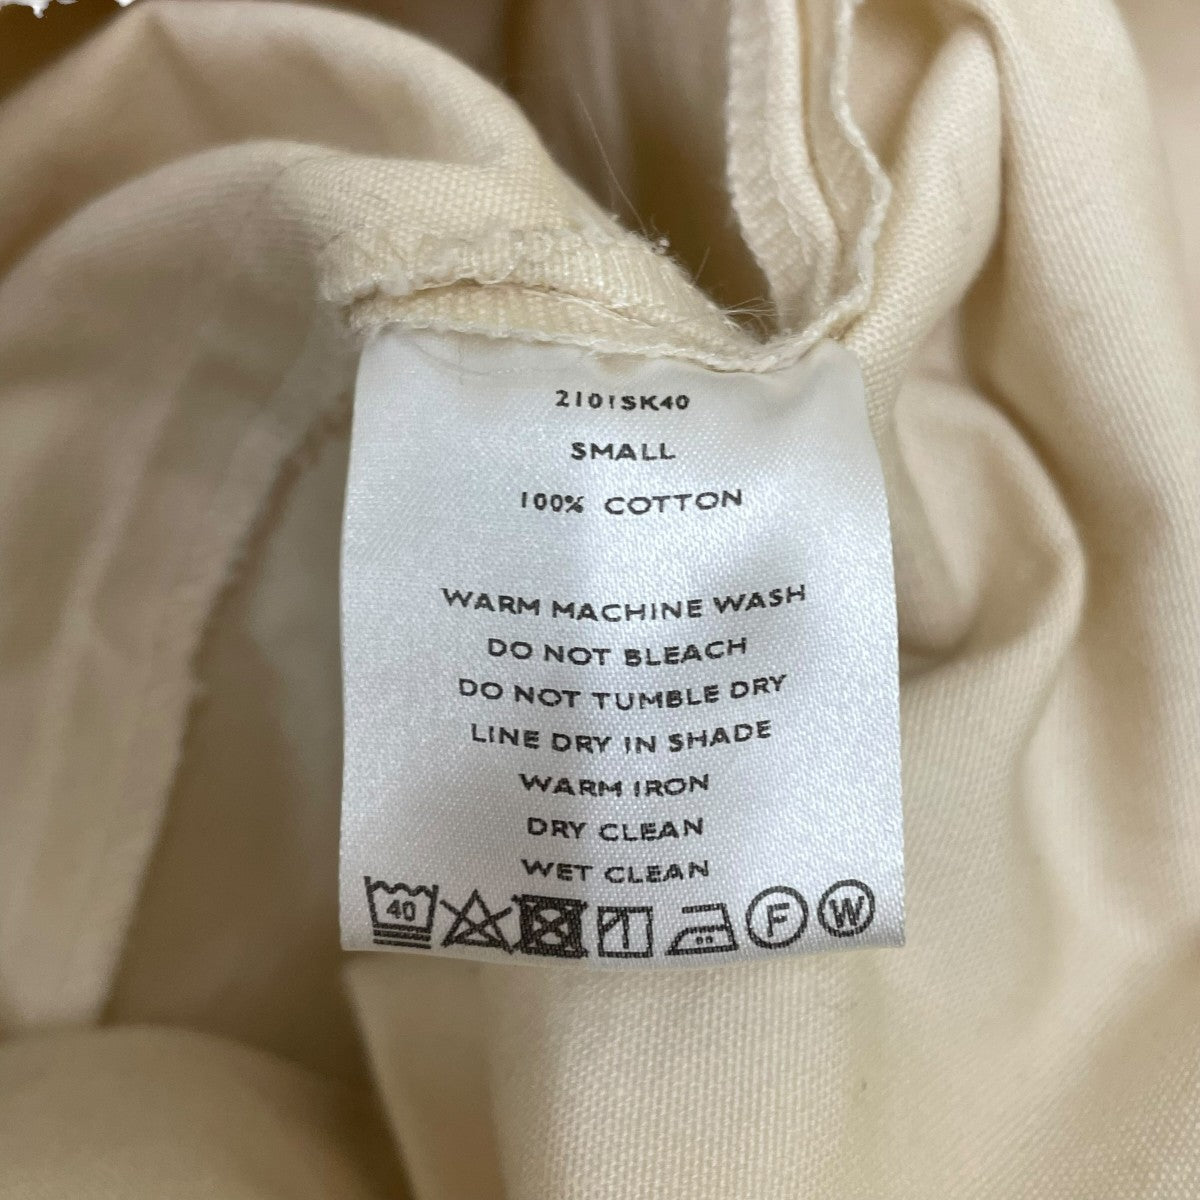 2101SK40
SMALL
100% COTTON
WARM MACHINE WASH
DO NOT BLEACH
DO NOT TUMBLE DRY
LINE DRY IN SHADE
WARM IRON
DRY CLEAN
WET CLEAN
40 F W